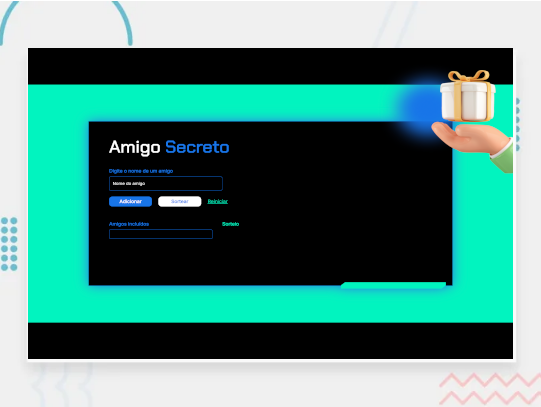 Amigo Secreto
Digite o nome de um amigo
Nome do amigo
Adicionar Sortear Reiniciar
Amigos incluídos Sorteio